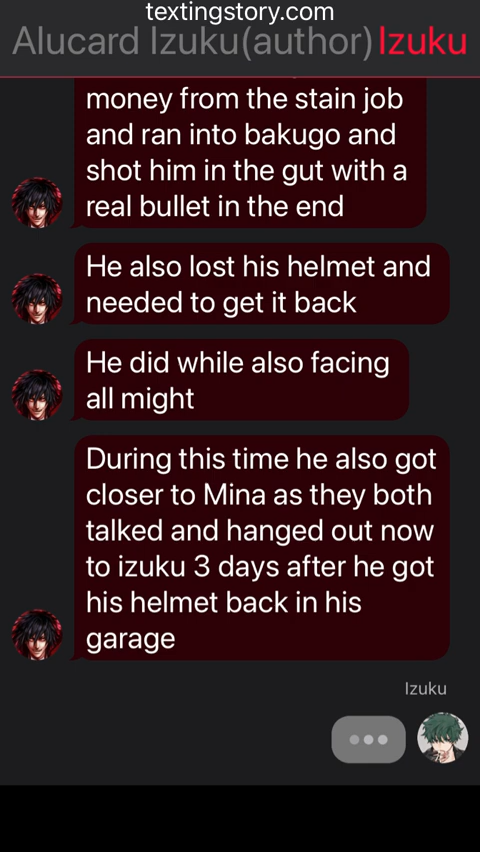 textingstory.com
Alucard Izuku(author) Izuku
money from the stain job
and ran into bakugo and
shot him in the gut with a
real bullet in the end
He also lost his helmet and
needed to get it back
He did while also facing
all might
During this time he also got
closer to Mina as they both
talked and hanged out now
to izuku 3 days after he got
his helmet back in his
garage
Izuku